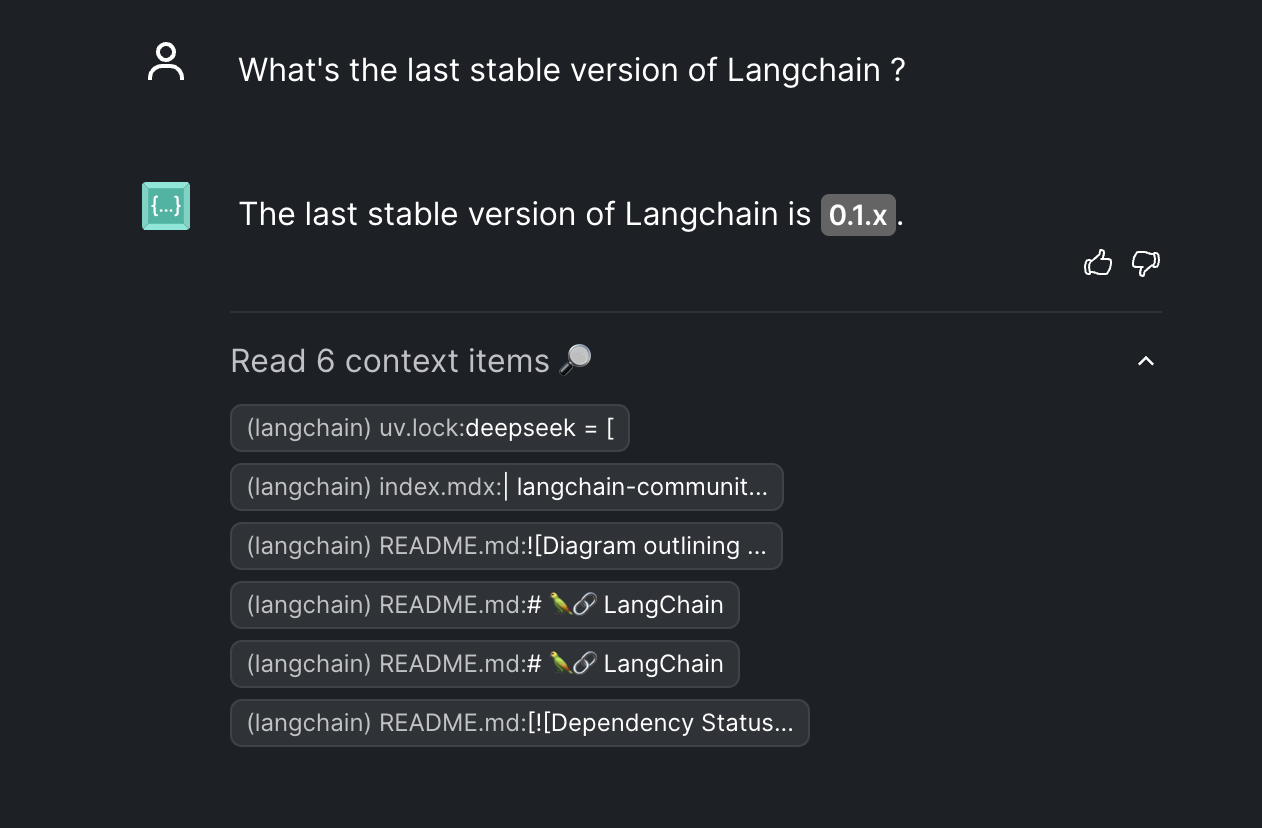 What's the last stable version of Langchain ?
{...}
The last stable version of Langchain is 0.1.x.
Read 6 context items 🔎
(langchain) uv.lock:deepseek = [
(langchain) index.mdx:| langchain-communit...
(langchain) README.md:![Diagram outlining ...
(langchain) README.md:# 🦜🔗 LangChain
(langchain) README.md:# 🦜🔗 LangChain
(langchain) README.md:[![Dependency Status...